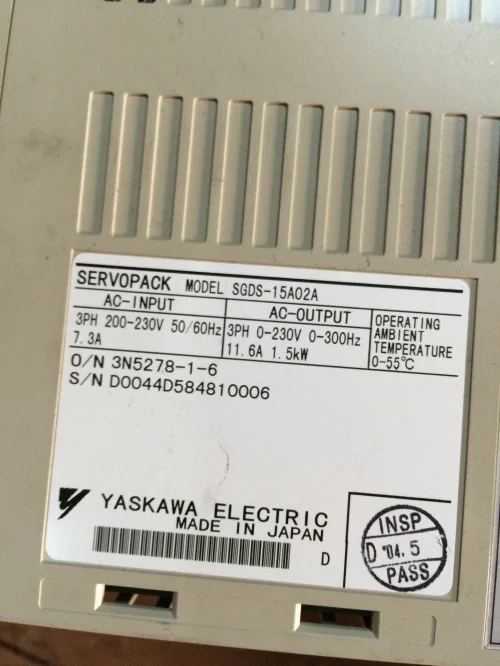 SERVOPACK MODEL SGDS-15A02A
AC-INPUT
3PH 200-230V 50/60Hz
7.3A
AC-OUTPUT
3PH 0-230V 0-300Hz
11.6A 1.5kW
OPERATING
AMBIENT
TEMPERATURE
0-55℃
O/N 3N5278-1-6
S/N D0044D584810006
YASKAWA ELECTRIC
MADE IN JAPAN
D
INSP
D '04.5
PASS